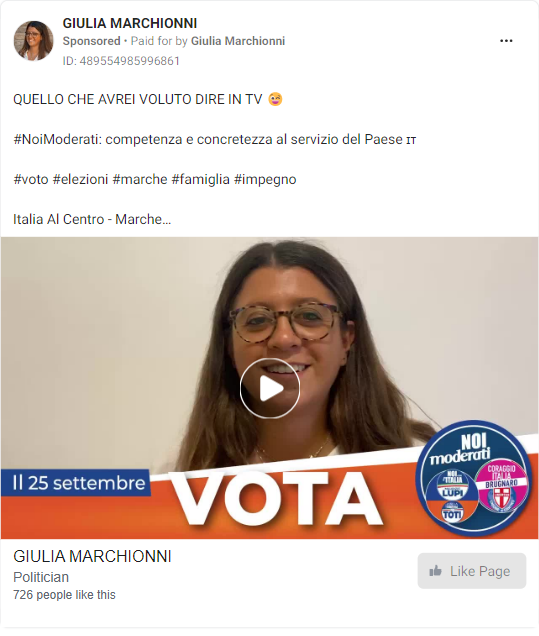 GIULIA MARCHIONNI
Sponsored • Paid for by Giulia Marchionni
ID: 489554985996861
QUELLO CHE AVREI VOLUTO DIRE IN TV 😜
#NoiModerati: competenza e concretezza al servizio del Paese ɪᴛ
#voto #elezioni #marche #famiglia #impegno
Italia Al Centro - Marche...
Il 25 settembre
VOTA
NOI
moderati
NOI
CON
L'ITALIA
LUPI
CORAGGIO
ITALIA
BRUGNARO
TOTI
GIULIA MARCHIONNI
Politician
726 people like this
Like Page